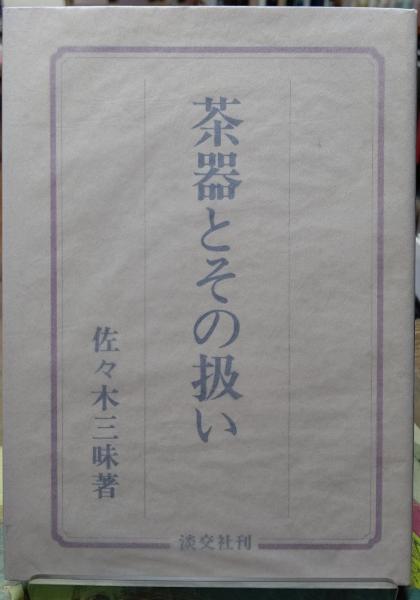 茶器とその扱い
佐々木三味著
淡交社刊